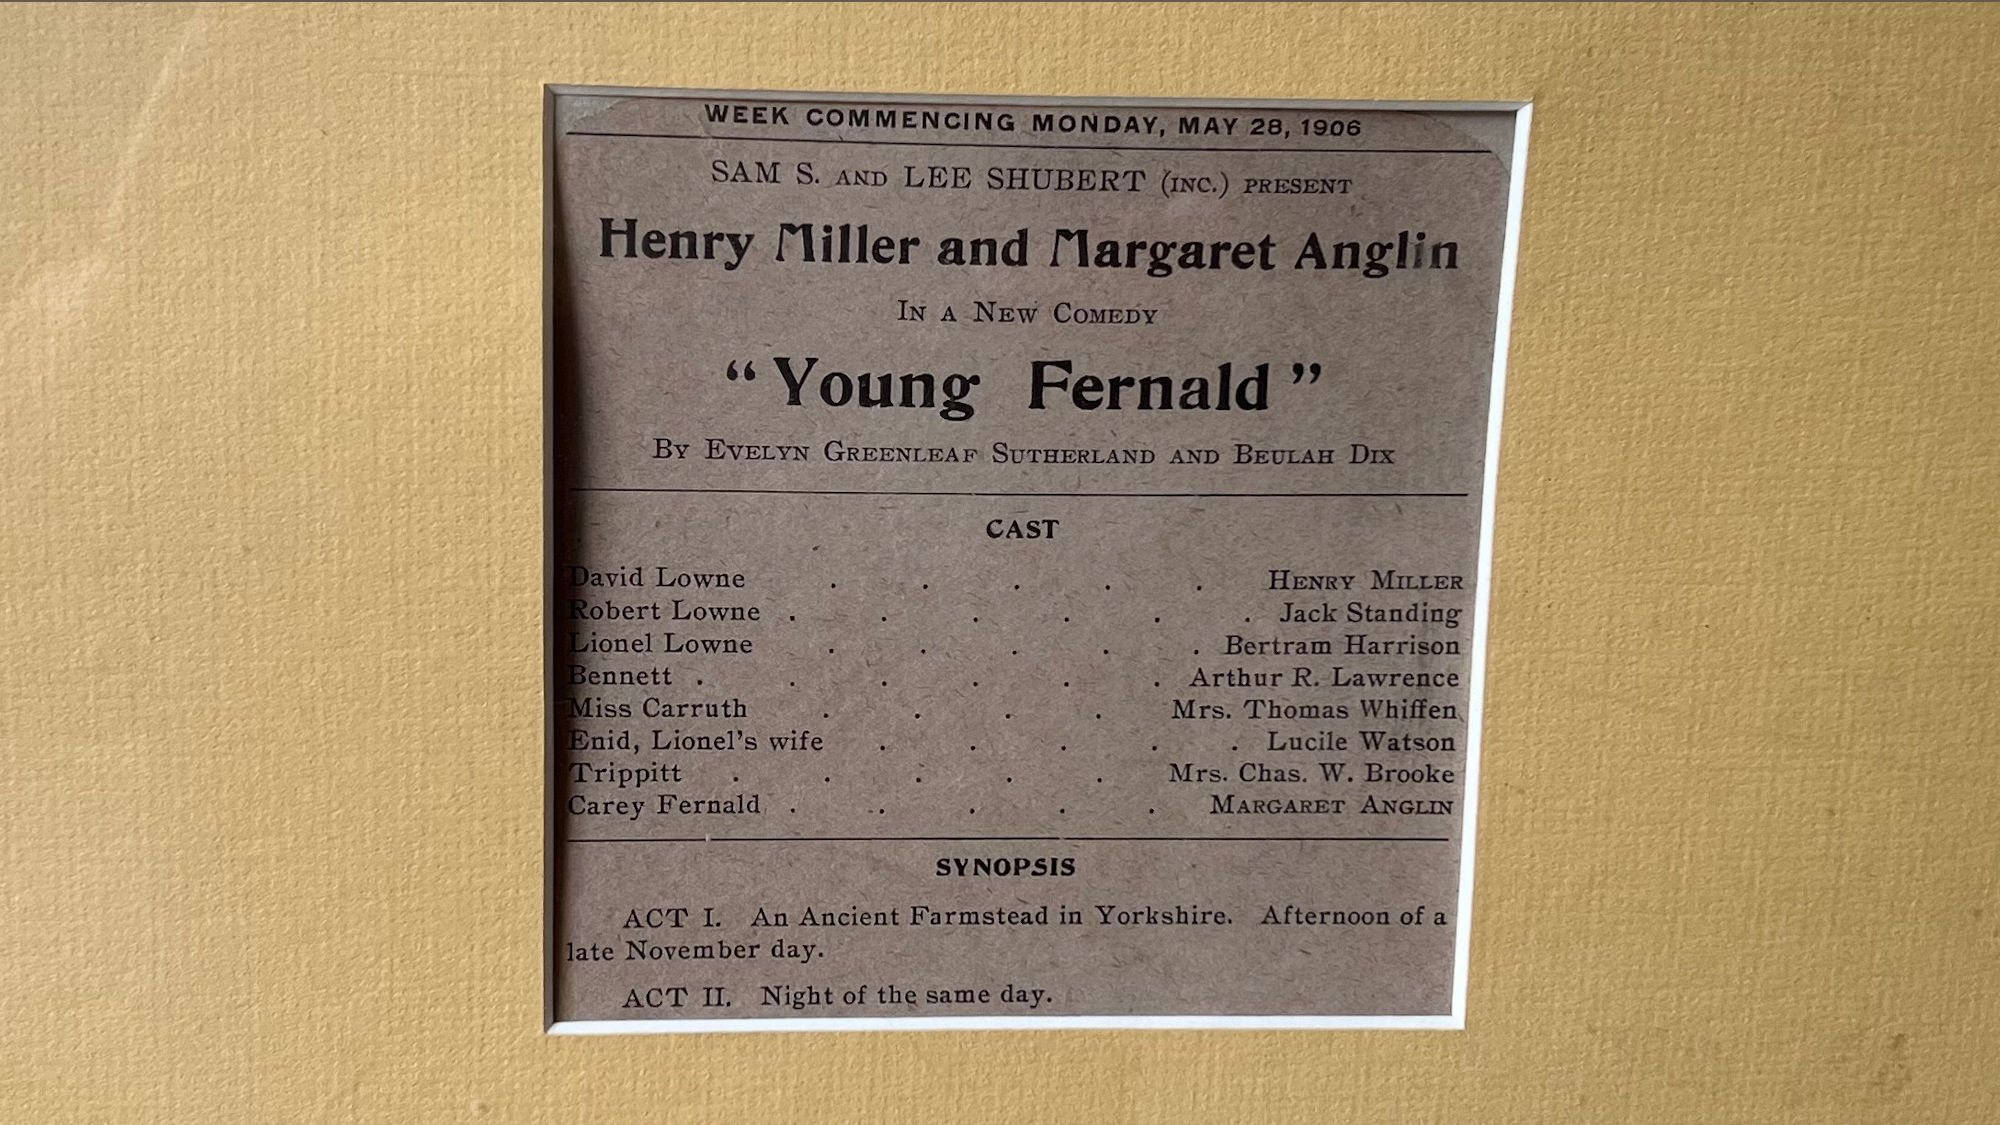 WEEK COMMENCING MONDAY, MAY 28, 1906
SAM S. AND LEE SHUBERT (INC.) PRESENT
Henry Miller and Margaret Anglin
IN A NEW COMEDY
“Young Fernald”
BY EVELYN GREENLEAF SUTHERLAND AND BEULAH DIX
CAST
David Lowne . . . . . HENRY MILLER
Robert Lowne . . . . . . Jack Standing
Lionel Lowne . . . . . Bertram Harrison
Bennett . . . . . . Arthur R. Lawrence
Miss Carruth . . . . Mrs. Thomas Whiffen
Enid, Lionel's wife . . . . . Lucile Watson
Trippitt . . . . . Mrs. Chas. W. Brooke
Carey Fernald . . . . . MARGARET ANGLIN
SYNOPSIS
ACT I. An Ancient Farmstead in Yorkshire. Afternoon of a
late November day.
ACT II. Night of the same day.